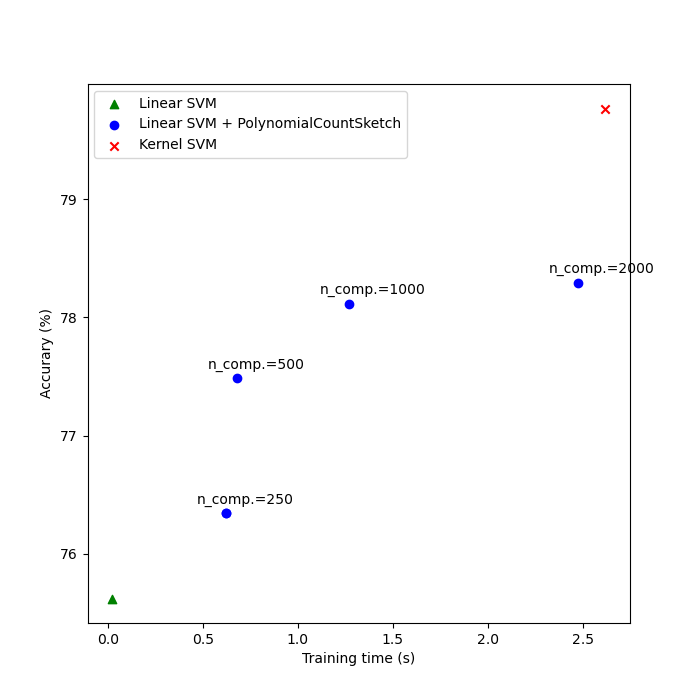 Linear SVM
Linear SVM + PolynomialCountSketch
Kernel SVM
n_comp.=2000
n_comp.=1000
n_comp.=500
n_comp.=250
79
78
77
76
Accurary (%)
0.0 0.5 1.0 1.5 2.0 2.5
Training time (s)